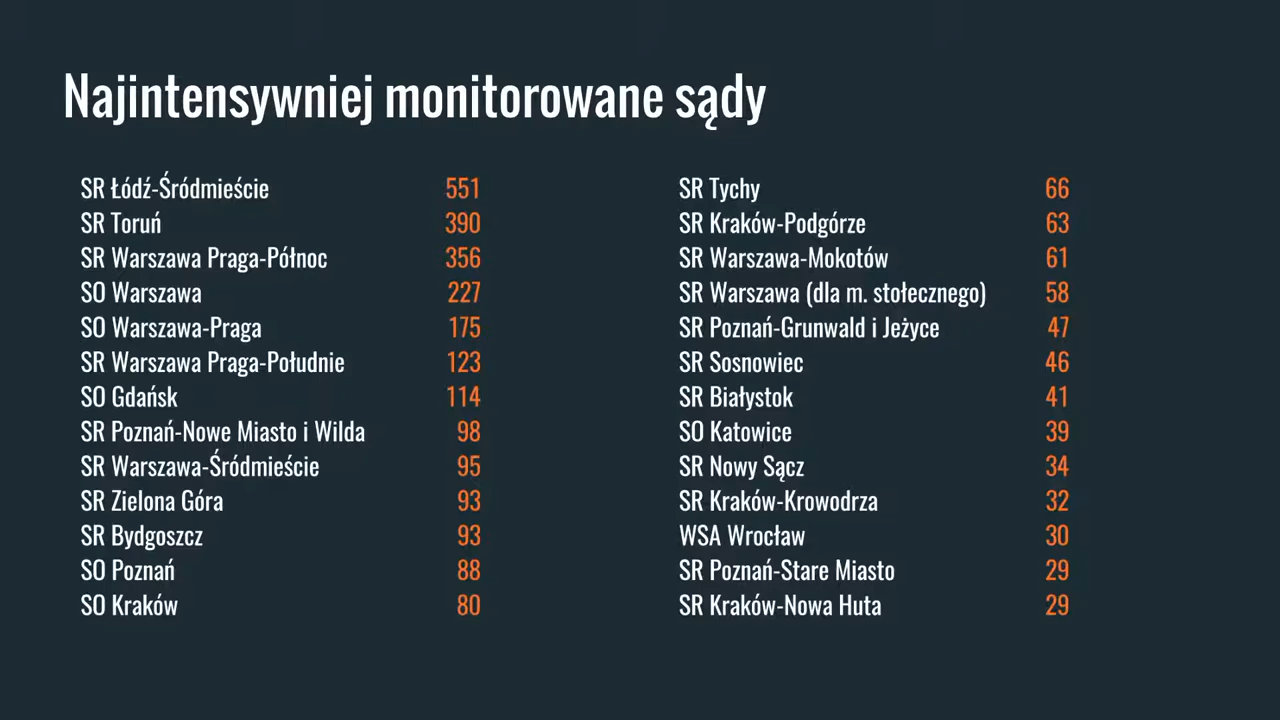 Najintensywniej monitorowane sądy
SR Łódź-Śródmieście 551
SR Toruń 390
SR Warszawa Praga-Północ 356
SO Warszawa 227
SO Warszawa-Praga 175
SR Warszawa Praga-Południe 123
SO Gdańsk 114
SR Poznań-Nowe Miasto i Wilda 98
SR Warszawa-Śródmieście 95
SR Zielona Góra 93
SR Bydgoszcz 93
SO Poznań 88
SO Kraków 80
SR Tychy 66
SR Kraków-Podgórze 63
SR Warszawa-Mokotów 61
SR Warszawa (dla m. stołecznego) 58
SR Poznań-Grunwald i Jeżyce 47
SR Sosnowiec 46
SR Białystok 41
SO Katowice 39
SR Nowy Sącz 34
SR Kraków-Krowodrza 32
WSA Wrocław 30
SR Poznań-Stare Miasto 29
SR Kraków-Nowa Huta 29